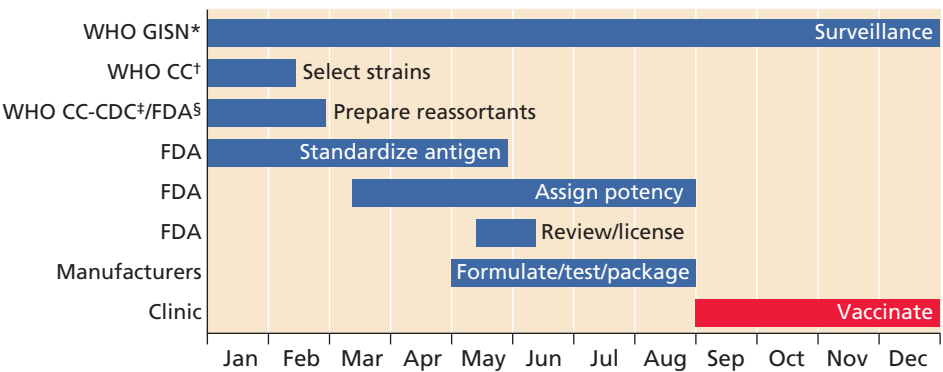 WHO GISN* Surveillance
WHO CC† Select strains
WHO CC-CDC‡/FDA§ Prepare reassortants
FDA Standardize antigen
FDA Assign potency
FDA Review/license
Manufacturers Formulate/test/package
Clinic Vaccinate
Jan Feb Mar Apr May Jun Jul Aug Sep Oct Nov Dec